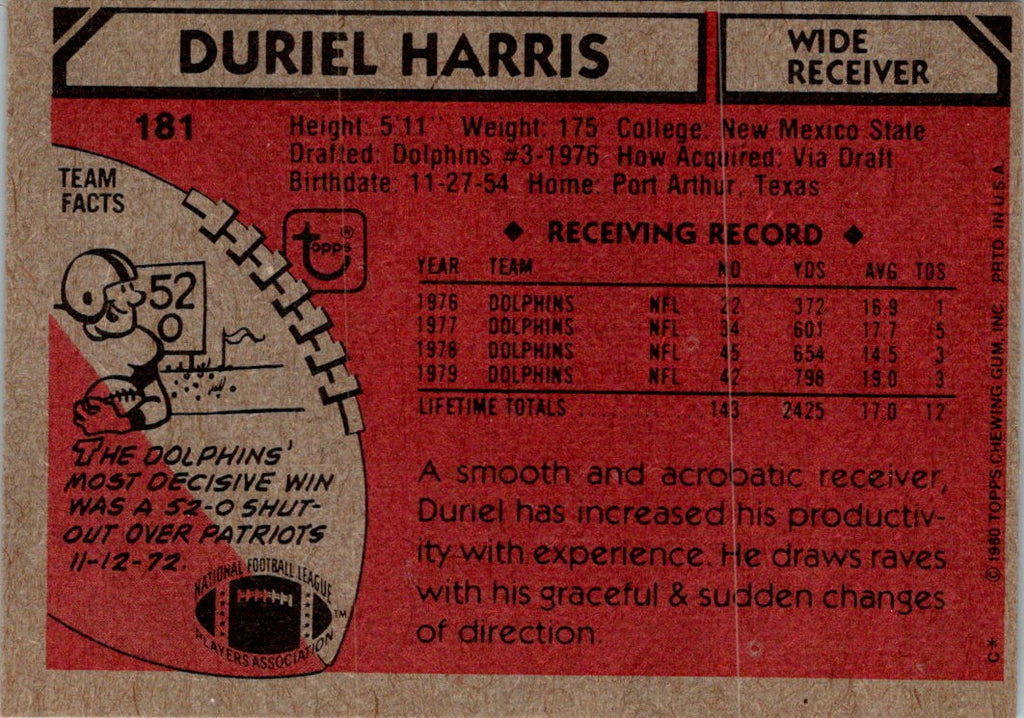 DURIEL HARRIS
WIDE
RECEIVER
181
Height: 5'11" Weight: 175 College: New Mexico State
Drafted: Dolphins #3-1976 How Acquired: Via Draft
Birthdate: 11-27-54 Home: Port Arthur, Texas
TEAM
FACTS
topps®
52
0
THE DOLPHINS'
MOST DECISIVE WIN
WAS A 52-0 SHUT-
OUT OVER PATRIOTS
11-12-72.
NATIONAL FOOTBALL LEAGUE
PLAYERS ASSOCIATION
TM
◆ RECEIVING RECORD ◆
YEAR TEAM NO YDS AVG TDS
1976 DOLPHINS NFL 22 372 16.9 1
1977 DOLPHINS NFL 34 601 17.7 5
1978 DOLPHINS NFL 45 654 14.5 3
1979 DOLPHINS NFL 42 798 19.0 3
LIFETIME TOTALS 143 2425 17.0 12
A smooth and acrobatic receiver,
Duriel has increased his productiv-
ity with experience. He draws raves
with his graceful & sudden changes
of direction.
C* © 1980 TOPPS CHEWING GUM, INC. PRTD. IN U.S.A.